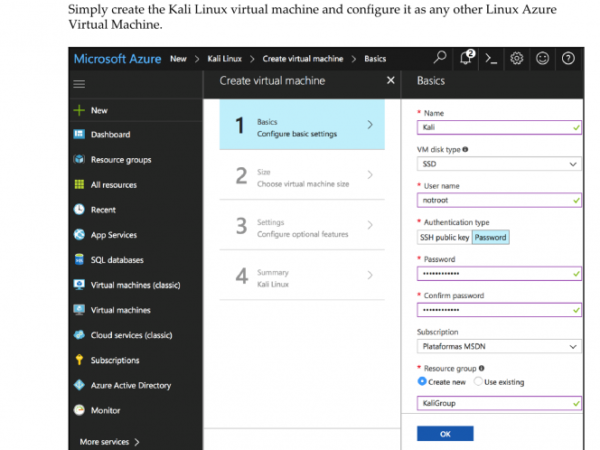 Simply create the Kali Linux virtual machine and configure it as any other Linux Azure
Virtual Machine.
Microsoft Azure New > Kali Linux > Create virtual machine > Basics
2
Create virtual machine
Basics
New
Dashboard
Resource groups
All resources
Recent
App Services
SQL databases
Virtual machines (classic)
Virtual machines
Cloud services (classic)
Subscriptions
Azure Active Directory
Monitor
More services >
1 Basics
Configure basic settings
2 Size
Choose virtual machine size
3 Settings
Configure optional features
4 Summary
Kali Linux
* Name
Kali
VM disk type
SSD
* User name
notroot
* Authentication type
SSH public key Password
* Password
••••••••••••
* Confirm password
••••••••••••
Subscription
Plataformas MSDN
* Resource group
Create new Use existing
KaliGroup
OK